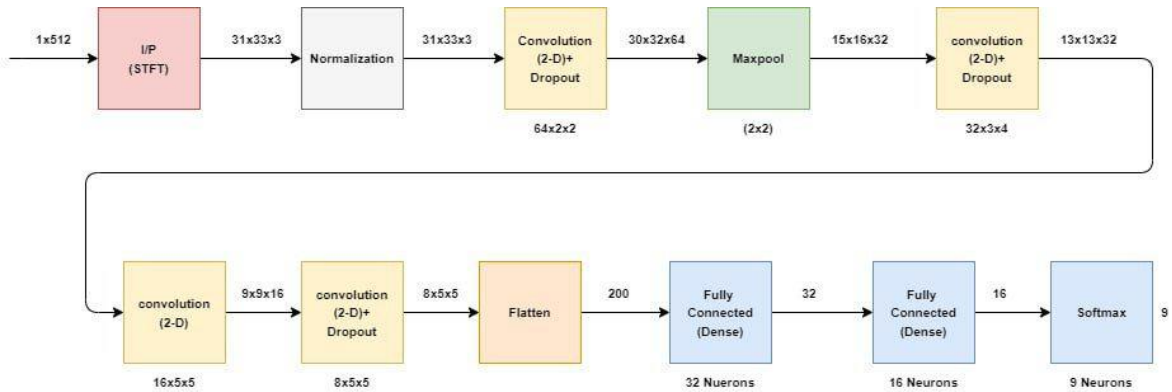 1x512
I/P
(STFT)
31x33x3
Normalization
31x33x3
Convolution
(2-D)+
Dropout
64x2x2
30x32x64
Maxpool
(2x2)
15x16x32
convolution
(2-D)+
Dropout
32x3x4
13x13x32
convolution
(2-D)
16x5x5
9x9x16
convolution
(2-D)+
Dropout
8x5x5
8x5x5
Flatten
200
Fully
Connected
(Dense)
32 Nuerons
32
Fully
Connected
(Dense)
16 Neurons
16
Softmax
9 Neurons
9